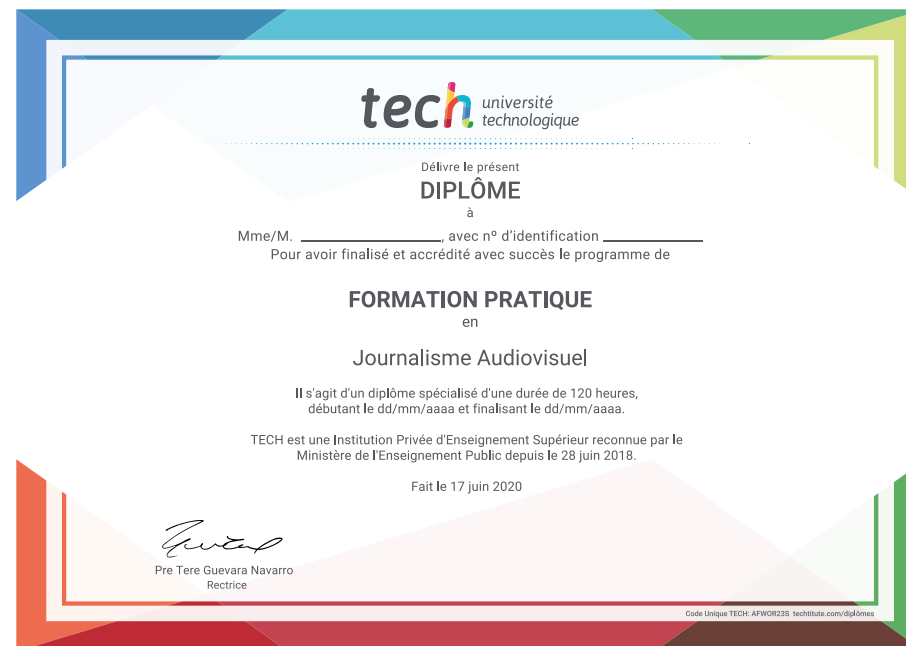 tech université
technologique
Délivre le présent
DIPLÔME
à
Mme/M. ____________________, avec nº d'identification ______________
Pour avoir finalisé et accrédité avec succès le programme de
FORMATION PRATIQUE
en
Journalisme Audiovisuel
Il s'agit d'un diplôme spécialisé d'une durée de 120 heures,
débutant le dd/mm/aaaa et finalisant le dd/mm/aaaa.
TECH est une Institution Privée d'Enseignement Supérieur reconnue par le
Ministère de l'Enseignement Public depuis le 28 juin 2018.
Fait le 17 juin 2020
Pre Tere Guevara Navarro
Rectrice
Code Unique TECH: AFWOR23S techtitute.com/diplômes